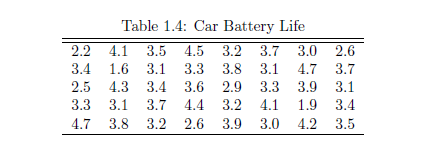 Table 1.4: Car Battery Life
2.2 4.1 3.5 4.5 3.2 3.7 3.0 2.6
3.4 1.6 3.1 3.3 3.8 3.1 4.7 3.7
2.5 4.3 3.4 3.6 2.9 3.3 3.9 3.1
3.3 3.1 3.7 4.4 3.2 4.1 1.9 3.4
4.7 3.8 3.2 2.6 3.9 3.0 4.2 3.5